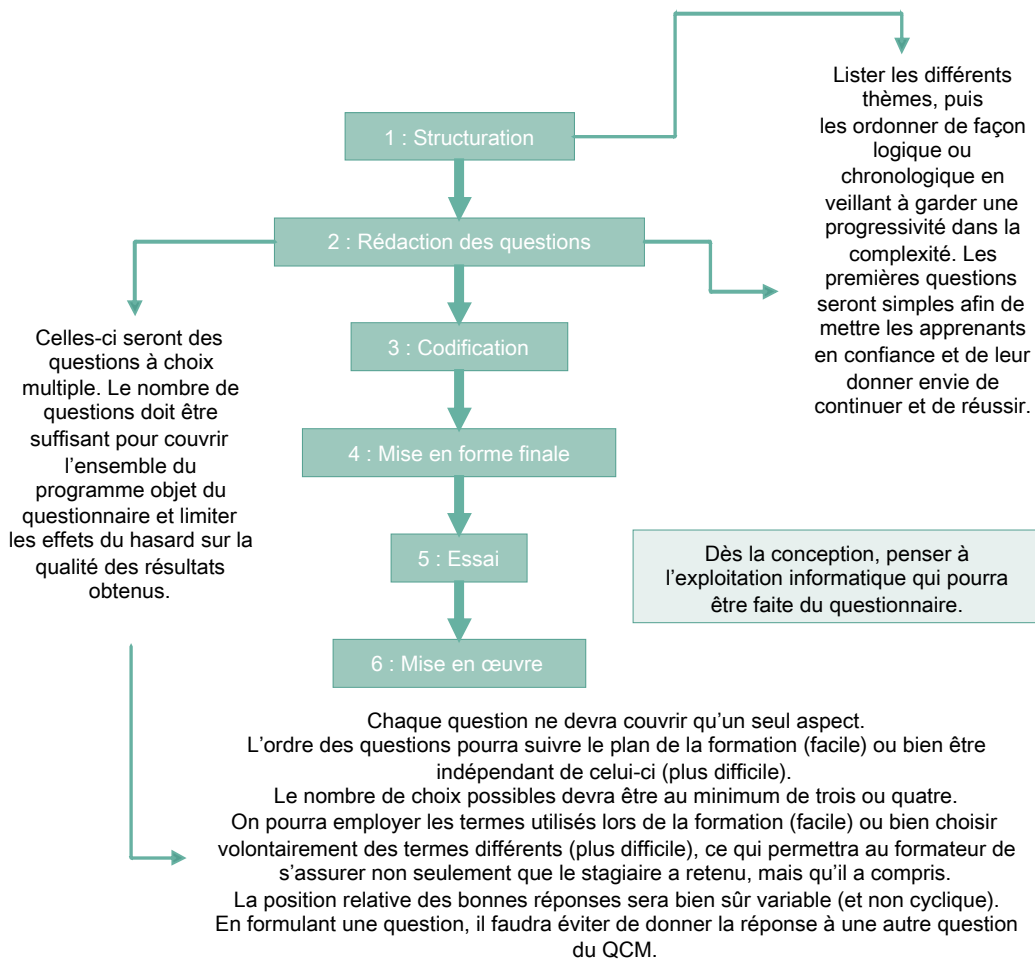 1 : Structuration
Lister les différents
thèmes, puis
les ordonner de façon
logique ou
chronologique en
veillant à garder une
progressivité dans la
complexité. Les
premières questions
seront simples afin de
mettre les apprenants
en confiance et de leur
donner envie de
continuer et de réussir.
2 : Rédaction des questions
Celles-ci seront des
questions à choix
multiple. Le nombre de
questions doit être
suffisant pour couvrir
l’ensemble du
programme objet du
questionnaire et limiter
les effets du hasard sur la
qualité des résultats
obtenus.
3 : Codification
4 : Mise en forme finale
5 : Essai
Dès la conception, penser à
l’exploitation informatique qui pourra
être faite du questionnaire.
6 : Mise en œuvre
Chaque question ne devra couvrir qu’un seul aspect.
L’ordre des questions pourra suivre le plan de la formation (facile) ou bien être
indépendant de celui-ci (plus difficile).
Le nombre de choix possibles devra être au minimum de trois ou quatre.
On pourra employer les termes utilisés lors de la formation (facile) ou bien choisir
volontairement des termes différents (plus difficile), ce qui permettra au formateur de
s’assurer non seulement que le stagiaire a retenu, mais qu’il a compris.
La position relative des bonnes réponses sera bien sûr variable (et non cyclique).
En formulant une question, il faudra éviter de donner la réponse à une autre question
du QCM.